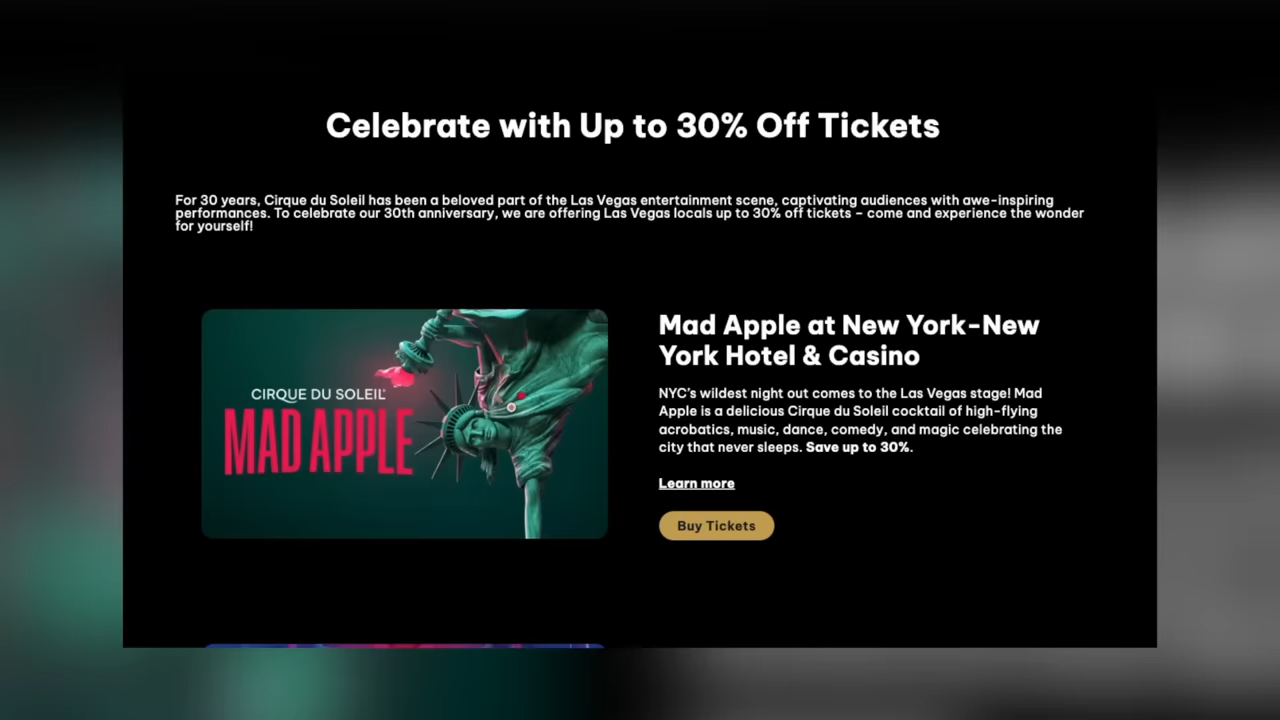 Celebrate with Up to 30% Off Tickets
For 30 years, Cirque du Soleil has been a beloved part of the Las Vegas entertainment scene, captivating audiences with awe-inspiring
performances. To celebrate our 30th anniversary, we are offering Las Vegas locals up to 30% off tickets – come and experience the wonder
for yourself!
CIRQUE DU SOLEIL
MAD APPLE
Mad Apple at New York-New
York Hotel & Casino
NYC’s wildest night out comes to the Las Vegas stage! Mad
Apple is a delicious Cirque du Soleil cocktail of high-flying
acrobatics, music, dance, comedy, and magic celebrating the
city that never sleeps. Save up to 30%.
Learn more
Buy Tickets